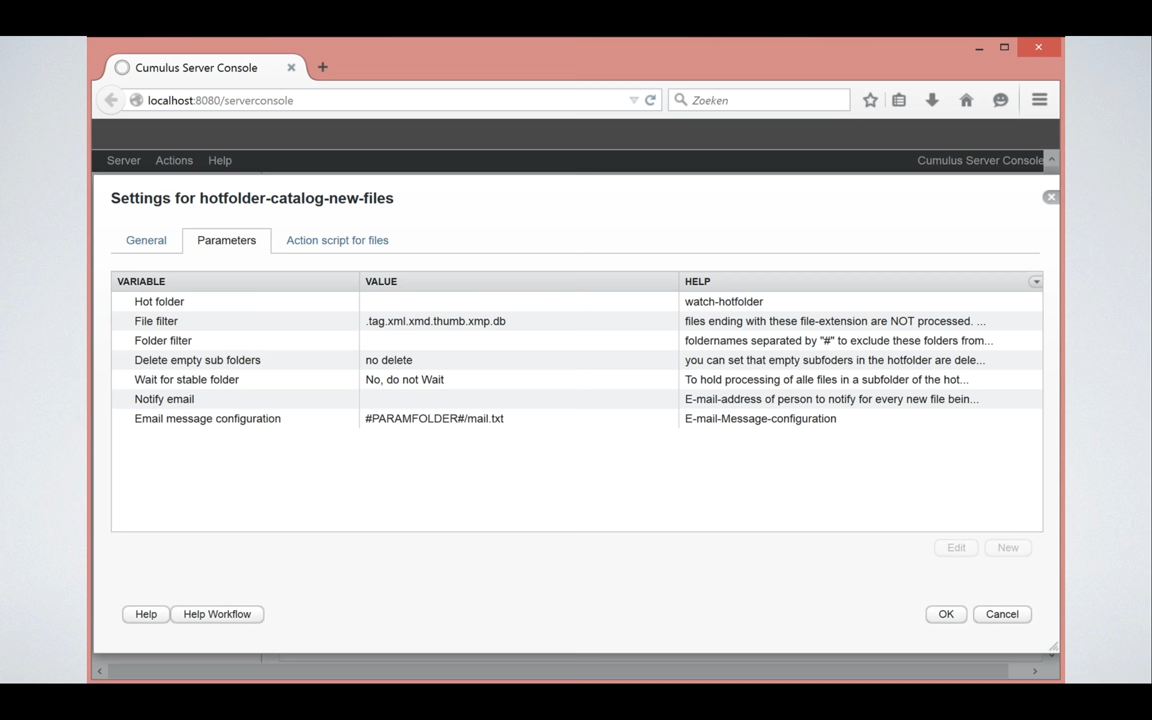 Cumulus Server Console
localhost:8080/serverconsole
Zoeken
Server Actions Help Cumulus Server Console
Settings for hotfolder-catalog-new-files
General Parameters Action script for files
VARIABLE VALUE HELP
Hot folder watch-hotfolder
File filter .tag.xml.xmd.thumb.xmp.db files ending with these file-extension are NOT processed. ...
Folder filter foldernames separated by "#" to exclude these folders from...
Delete empty sub folders no delete you can set that empty subfoders in the hotfolder are dele...
Wait for stable folder No, do not Wait To hold processing of alle files in a subfolder of the hot...
Notify email E-mail-address of person to notify for every new file bein...
Email message configuration #PARAMFOLDER#/mail.txt E-mail-Message-configuration
Edit New
Help Help Workflow OK Cancel